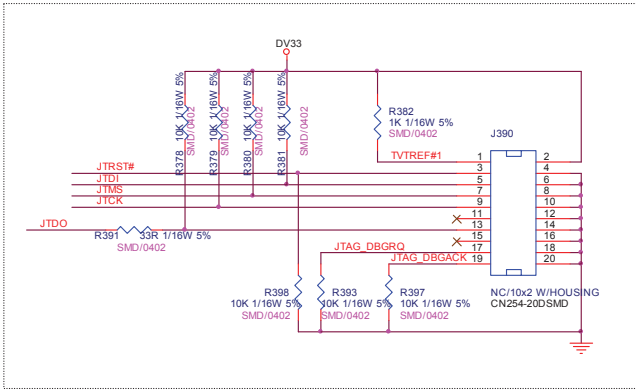 DV33
R378 10K 1/16W 5%
SMD/0402
R379 10K 1/16W 5%
SMD/0402
R380 10K 1/16W 5%
SMD/0402
R381 10K 1/16W 5%
SMD/0402
R382
1K 1/16W 5%
SMD/0402
J390
TVTREF#1
1 2
JTRST#
3 4
JTDI
5 6
JTMS
7 8
JTCK
9 10
11 12
JTDO
13 14
R391 33R 1/16W 5%
SMD/0402
15 16
JTAG_DBGRQ
17 18
JTAG_DBGACK
19 20
R398
10K 1/16W 5%
SMD/0402
R393
10K 1/16W 5%
SMD/0402
R397
10K 1/16W 5%
SMD/0402
NC/10x2 W/HOUSING
CN254-20DSMD